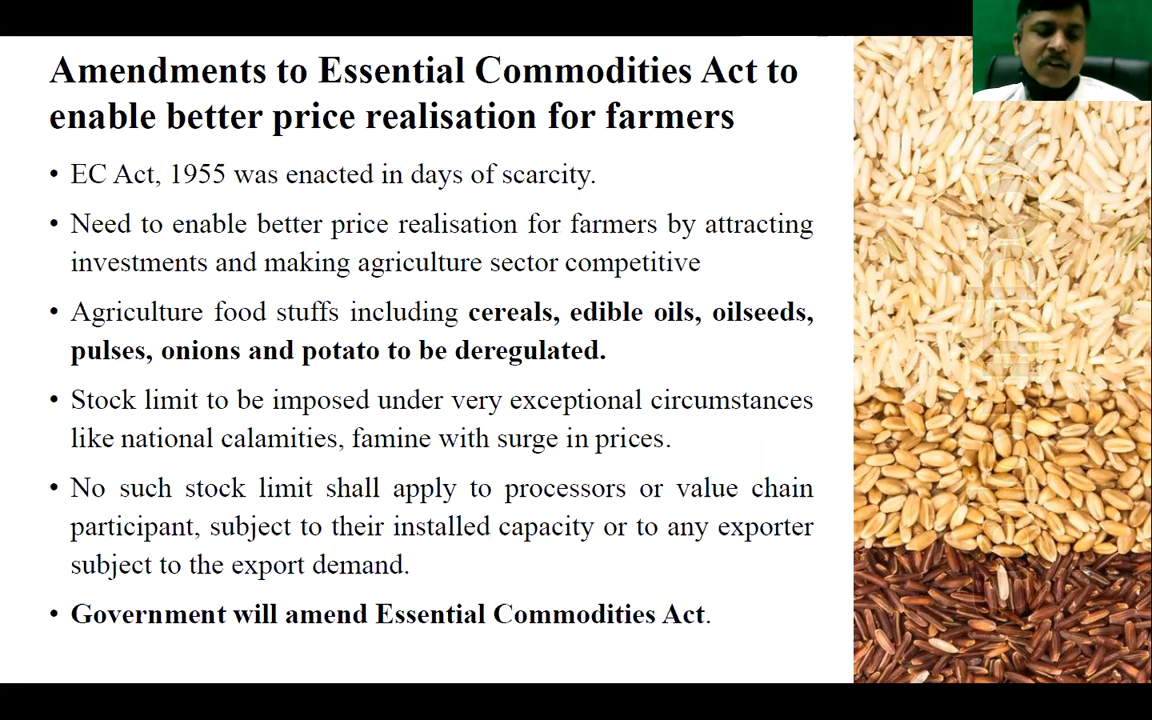 Amendments to Essential Commodities Act to
enable better price realisation for farmers
• EC Act, 1955 was enacted in days of scarcity.
• Need to enable better price realisation for farmers by attracting
investments and making agriculture sector competitive
• Agriculture food stuffs including cereals, edible oils, oilseeds,
pulses, onions and potato to be deregulated.
• Stock limit to be imposed under very exceptional circumstances
like national calamities, famine with surge in prices.
• No such stock limit shall apply to processors or value chain
participant, subject to their installed capacity or to any exporter
subject to the export demand.
• Government will amend Essential Commodities Act.